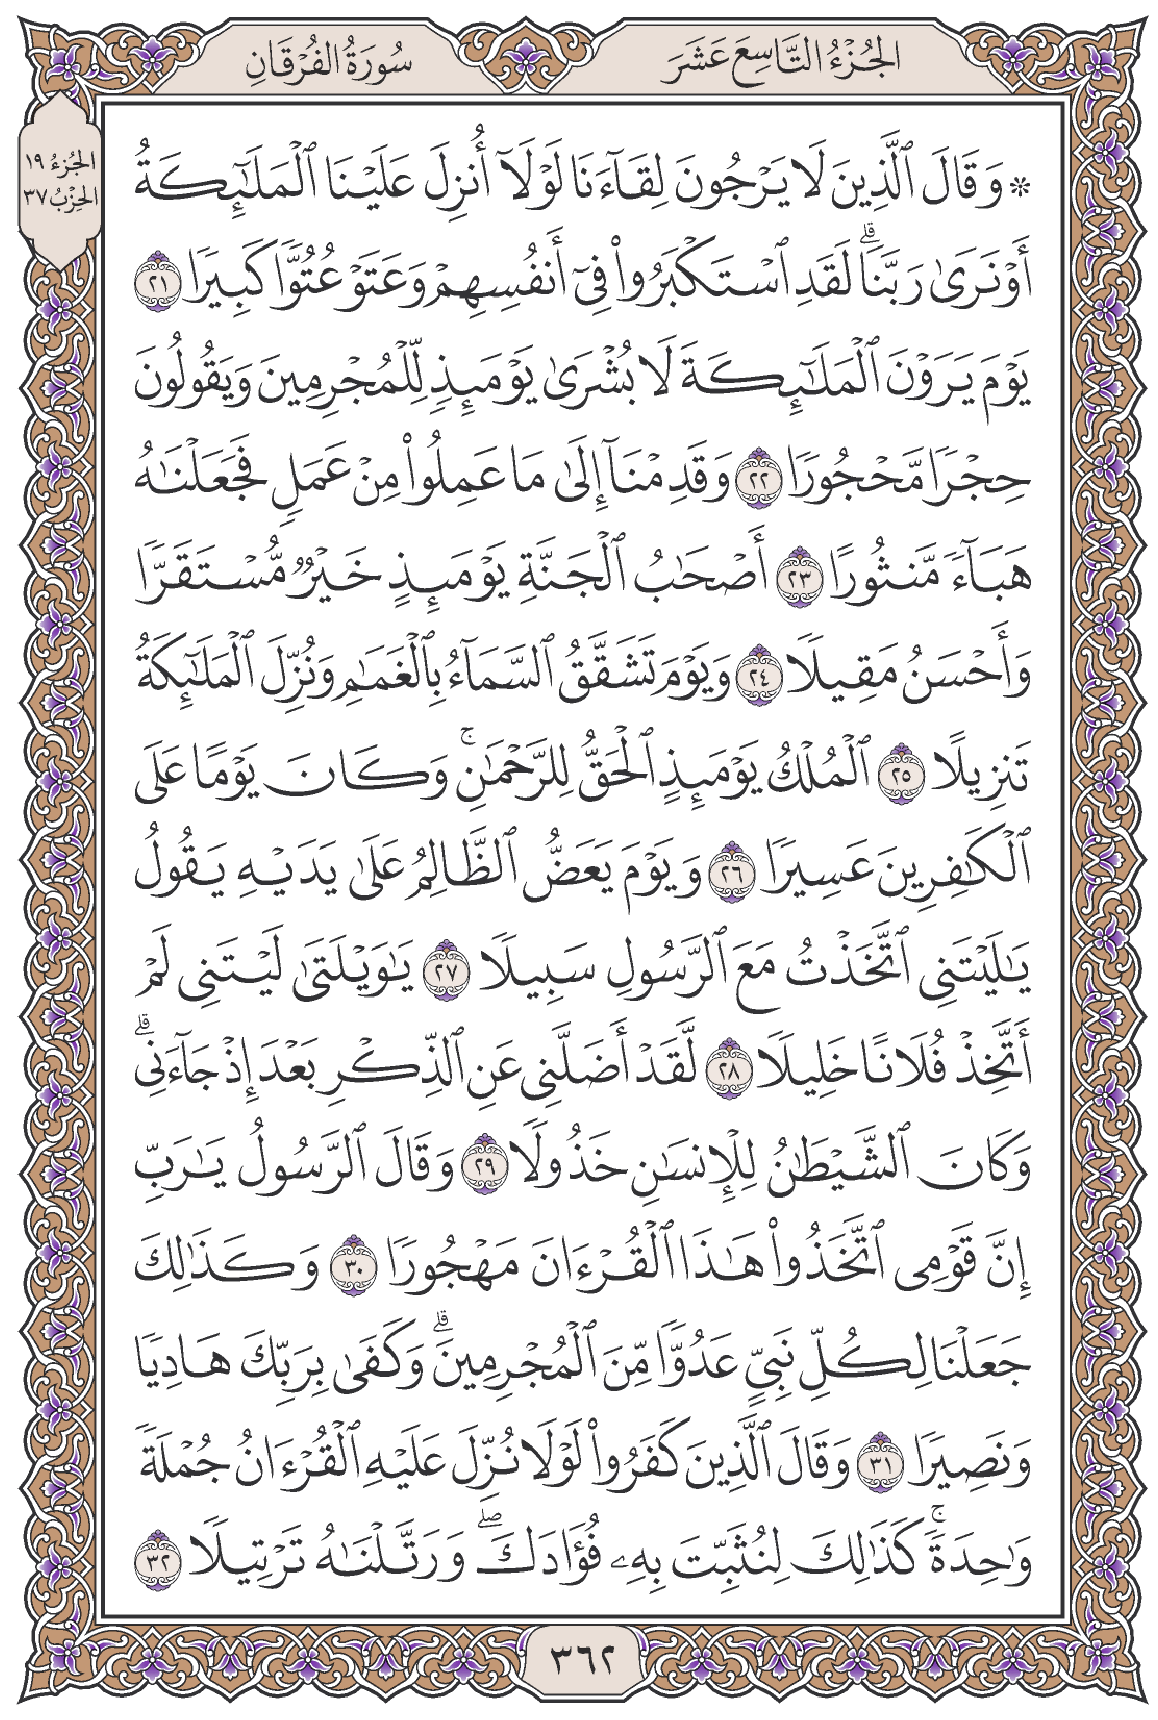 الجُزْءُ التَّاسِعَ عَشَرَ
سُورَةُ الفُرْقَانِ
الجُزءُ ١٩
الحِزْبُ ٣٧
۞ وَقَالَ ٱلَّذِينَ لَا يَرْجُونَ لِقَآءَنَا لَوْلَآ أُنزِلَ عَلَيْنَا ٱلْمَلَٰٓئِكَةُ
أَوْ نَرَىٰ رَبَّنَاۗ لَقَدِ ٱسْتَكْبَرُوا۟ فِىٓ أَنفُسِهِمْ وَعَتَوْ عُتُوًّا كَبِيرًا ٢١
يَوْمَ يَرَوْنَ ٱلْمَلَٰٓئِكَةَ لَا بُشْرَىٰ يَوْمَئِذٍ لِّلْمُجْرِمِينَ وَيَقُولُونَ
حِجْرًا مَّحْجُورًا ٢٢ وَقَدِمْنَآ إِلَىٰ مَا عَمِلُوا۟ مِنْ عَمَلٍ فَجَعَلْنَٰهُ
هَبَآءً مَّنثُورًا ٢٣ أَصْحَٰبُ ٱلْجَنَّةِ يَوْمَئِذٍ خَيْرٌ مُّسْتَقَرًّا
وَأَحْسَنُ مَقِيلًا ٢٤ وَيَوْمَ تَشَقَّقُ ٱلسَّمَآءُ بِٱلْغَمَٰمِ وَنُزِّلَ ٱلْمَلَٰٓئِكَةُ
تَنزِيلًا ٢٥ ٱلْمُلْكُ يَوْمَئِذٍ ٱلْحَقُّ لِلرَّحْمَٰنِۚ وَكَانَ يَوْمًا عَلَى
ٱلْكَٰفِرِينَ عَسِيرًا ٢٦ وَيَوْمَ يَعَضُّ ٱلظَّالِمُ عَلَىٰ يَدَيْهِ يَقُولُ
يَٰلَيْتَنِى ٱتَّخَذْتُ مَعَ ٱلرَّسُولِ سَبِيلًا ٢٧ يَٰوَيْلَتَىٰ لَيْتَنِى لَمْ
أَتَّخِذْ فُلَانًا خَلِيلًا ٢٨ لَّقَدْ أَضَلَّنِى عَنِ ٱلذِّكْرِ بَعْدَ إِذْ جَآءَنِىۗ
وَكَانَ ٱلشَّيْطَٰنُ لِلْإِنسَٰنِ خَذُولًا ٢٩ وَقَالَ ٱلرَّسُولُ يَٰرَبِّ
إِنَّ قَوْمِى ٱتَّخَذُوا۟ هَٰذَا ٱلْقُرْءَانَ مَهْجُورًا ٣٠ وَكَذَٰلِكَ
جَعَلْنَا لِكُلِّ نَبِىٍّ عَدُوًّا مِّنَ ٱلْمُجْرِمِينَۗ وَكَفَىٰ بِرَبِّكَ هَادِيًا
وَنَصِيرًا ٣١ وَقَالَ ٱلَّذِينَ كَفَرُوا۟ لَوْلَا نُزِّلَ عَلَيْهِ ٱلْقُرْءَانُ جُمْلَةً
وَٰحِدَةًۚ كَذَٰلِكَ لِنُثَبِّتَ بِهِۦ فُؤَادَكَۖ وَرَتَّلْنَٰهُ تَرْتِيلًا ٣٢
٣٦٢